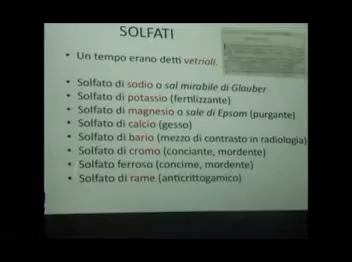 SOLFATI
• Un tempo erano detti vetrioli.
• Solfato di sodio o sal mirabile di Glauber
• Solfato di potassio (fertilizzante)
• Solfato di magnesio o sale di Epsom (purgante)
• Solfato di calcio (gesso)
• Solfato di bario (mezzo di contrasto in radiologia)
• Solfato di cromo (conciante, mordente)
• Solfato ferroso (concime, mordente)
• Solfato di rame (anticrittogamico)